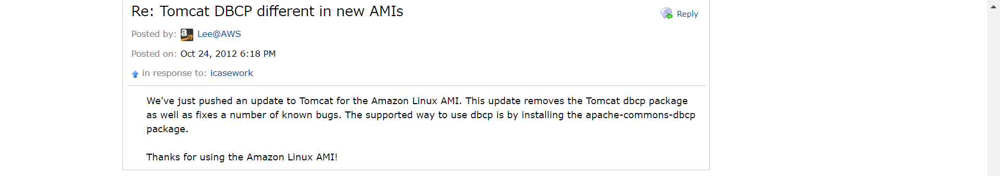 Re: Tomcat DBCP different in new AMIs
Reply
Posted by: Lee@AWS
Posted on: Oct 24, 2012 6:18 PM
in response to: icasework
We've just pushed an update to Tomcat for the Amazon Linux AMI. This update removes the Tomcat dbcp package
as well as fixes a number of known bugs. The supported way to use dbcp is by installing the apache-commons-dbcp
package.
Thanks for using the Amazon Linux AMI!